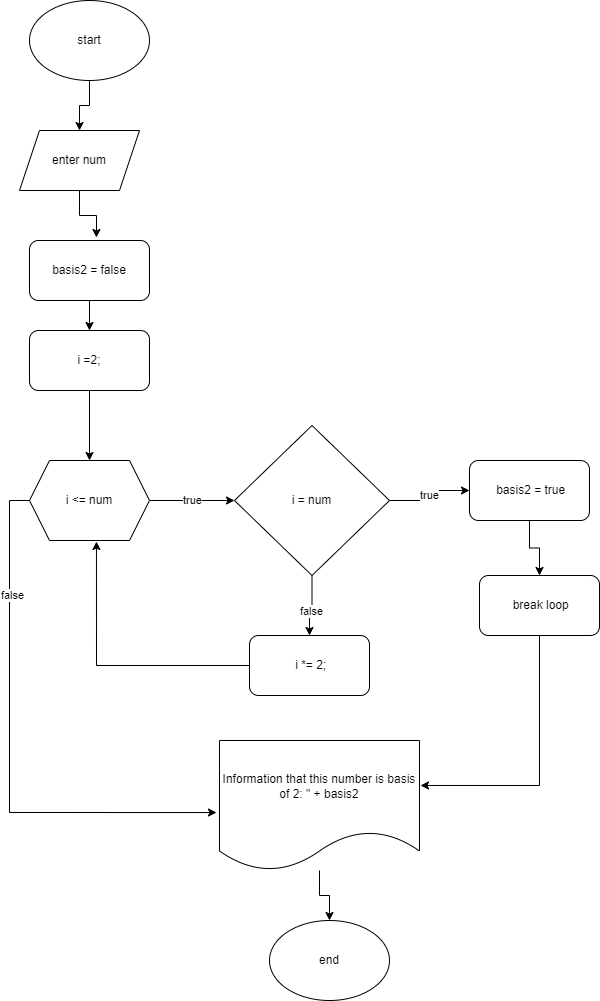 start
enter num
basis2 = false
i =2;
i <= num
true
i = num
true
basis2 = true
false
break loop
false
i *= 2;
Information that this number is basis
of 2: " + basis2
end